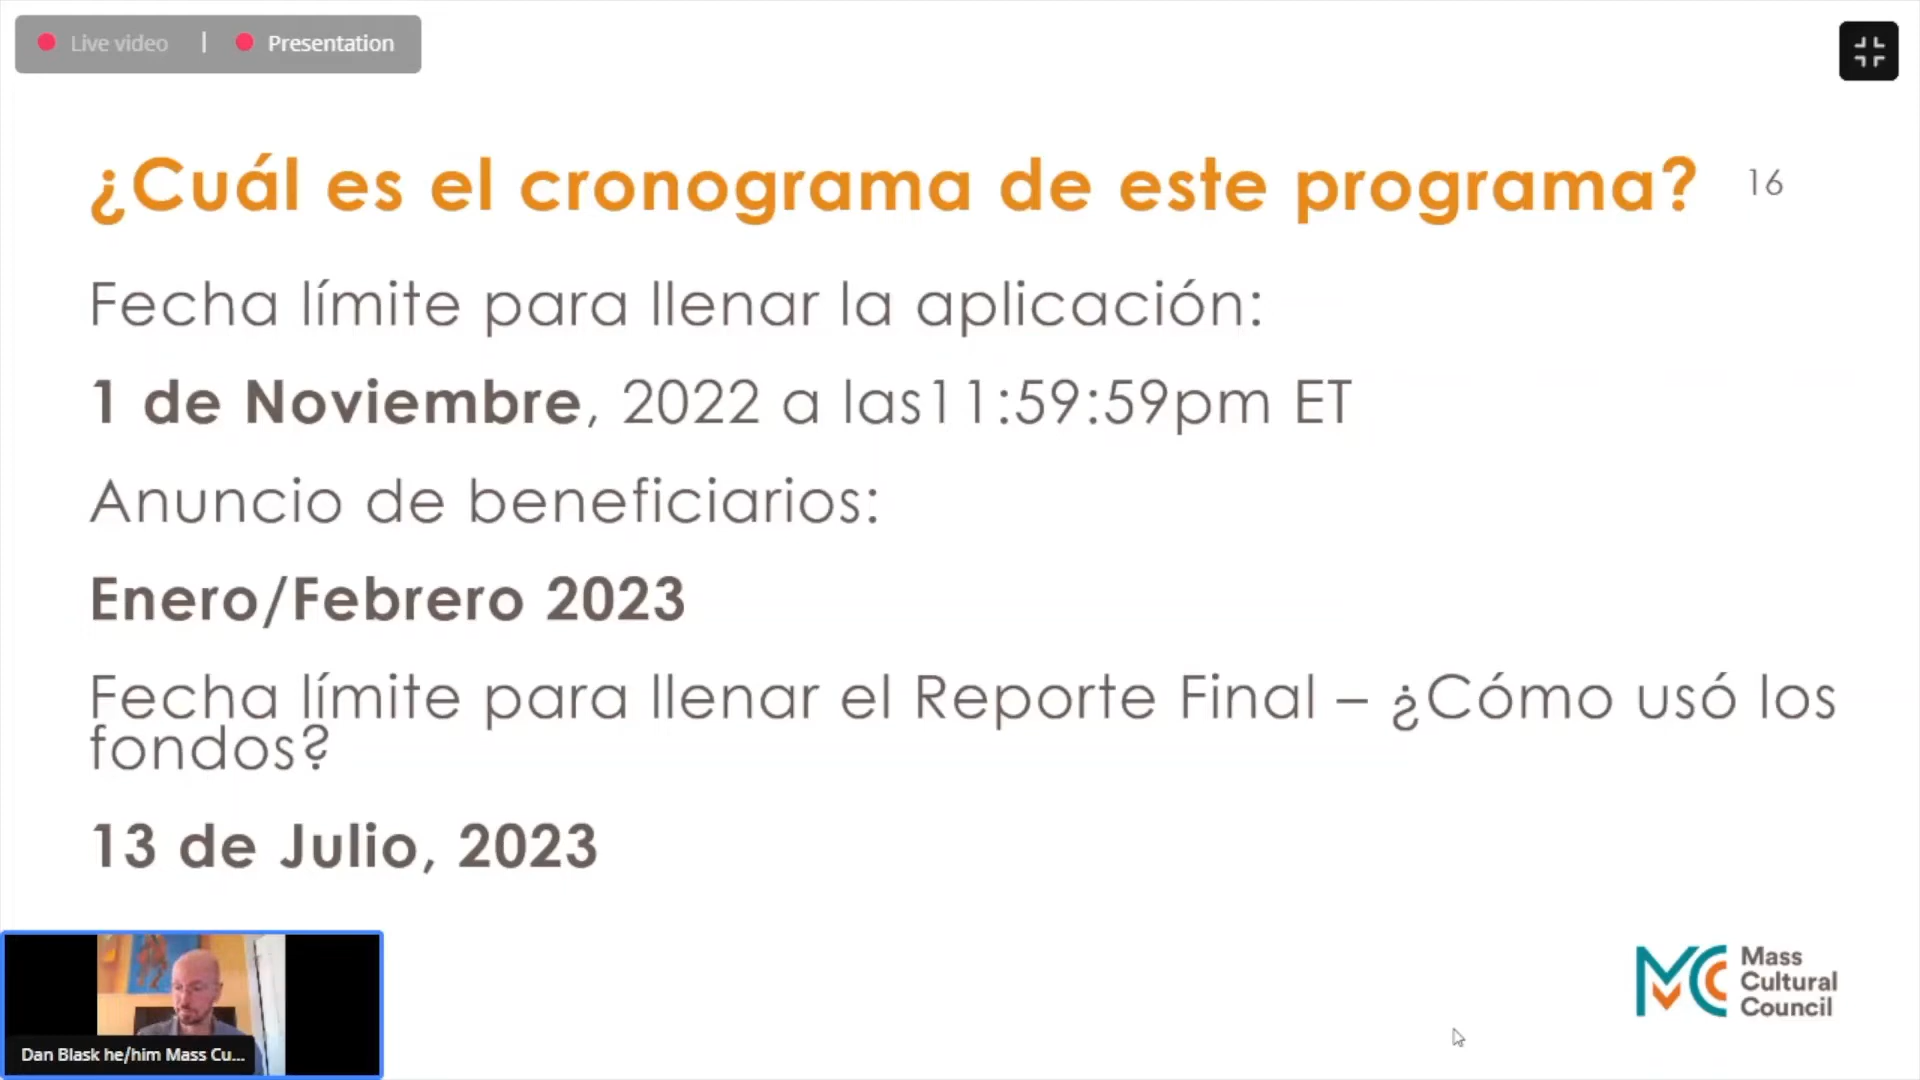 Live video | Presentation
¿Cuál es el cronograma de este programa?
16
Fecha límite para llenar la aplicación:
1 de Noviembre, 2022 a las11:59:59pm ET
Anuncio de beneficiarios:
Enero/Febrero 2023
Fecha límite para llenar el Reporte Final – ¿Cómo usó los
fondos?
13 de Julio, 2023
Dan Blask he/him Mass Cu...
Mass
Cultural
Council